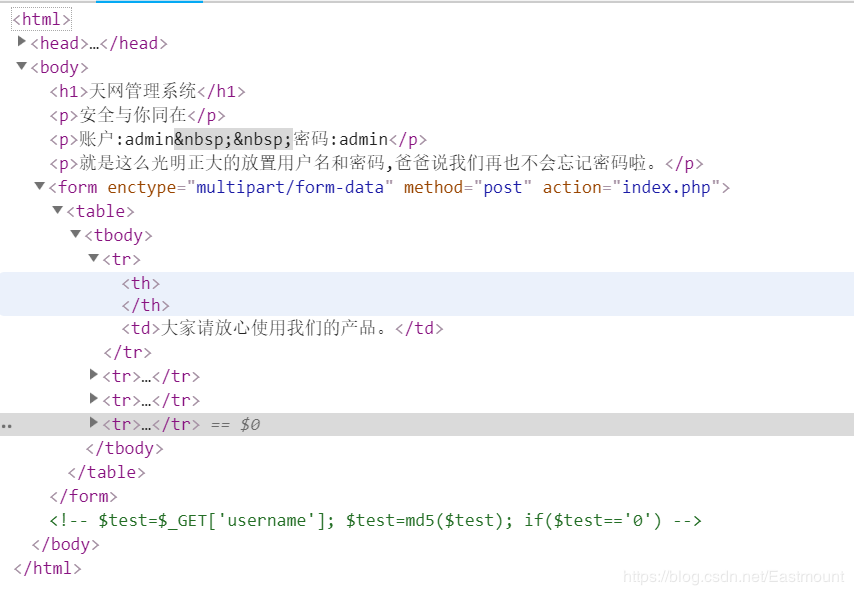 <html>
<head>…</head>
<body>
<h1>天网管理系统</h1>
<p>安全与你同在</p>
<p>账户:admin&nbsp;&nbsp;密码:admin</p>
<p>就是这么光明正大的放置用户名和密码,爸爸说我们再也不会忘记密码啦。</p>
<form enctype="multipart/form-data" method="post" action="index.php">
<table>
<tbody>
<tr>
<th>
</th>
<td>大家请放心使用我们的产品。</td>
</tr>
<tr>…</tr>
<tr>…</tr>
<tr>…</tr> == $0
</tbody>
</table>
</form>
<!-- $test=$_GET['username']; $test=md5($test); if($test=='0') -->
</body>
</html>
https://blog.csdn.net/Eastmount